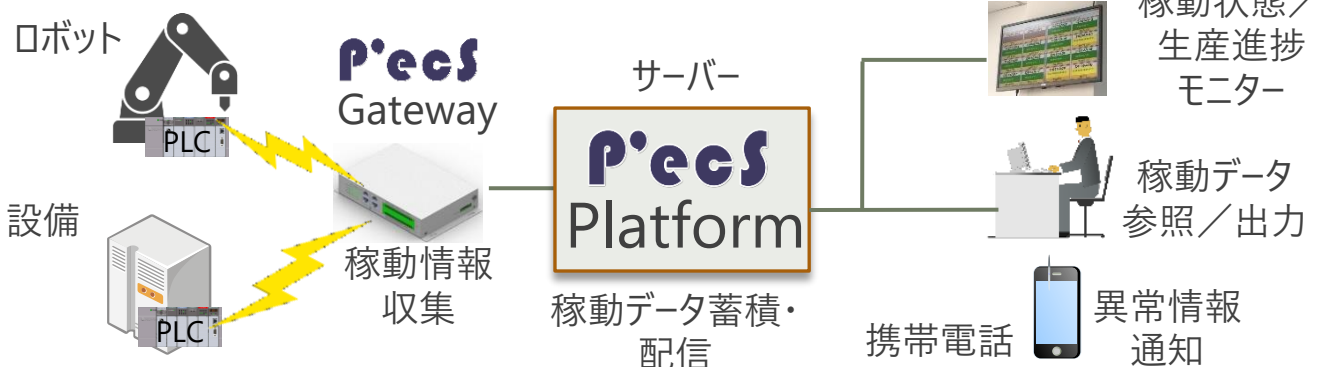 ロボット
PLC
設備
PLC
P'ecS
Gateway
稼動情報
収集
サーバー
P'ecS
Platform
稼動データ蓄積・
配信
稼動状態／
生産進捗
モニター
稼動データ
参照／出力
携帯電話
異常情報
通知